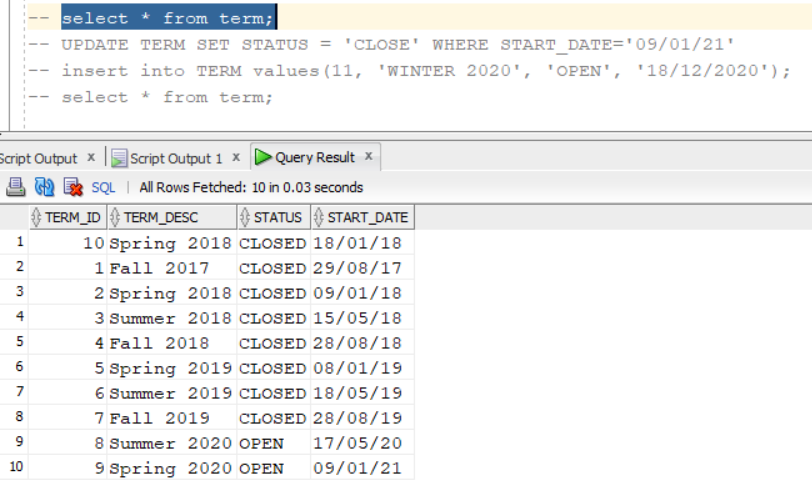 -- select * from term;
-- UPDATE TERM SET STATUS = 'CLOSE' WHERE START_DATE='09/01/21'
-- insert into TERM values(11, 'WINTER 2020', 'OPEN', '18/12/2020');
-- select * from term;
Script Output x Script Output 1 x Query Result x
SQL | All Rows Fetched: 10 in 0.03 seconds
TERM_ID TERM_DESC STATUS START_DATE
1 10 Spring 2018 CLOSED 18/01/18
2 1 Fall 2017 CLOSED 29/08/17
3 2 Spring 2018 CLOSED 09/01/18
4 3 Summer 2018 CLOSED 15/05/18
5 4 Fall 2018 CLOSED 28/08/18
6 5 Spring 2019 CLOSED 08/01/19
7 6 Summer 2019 CLOSED 18/05/19
8 7 Fall 2019 CLOSED 28/08/19
9 8 Summer 2020 OPEN 17/05/20
10 9 Spring 2020 OPEN 09/01/21